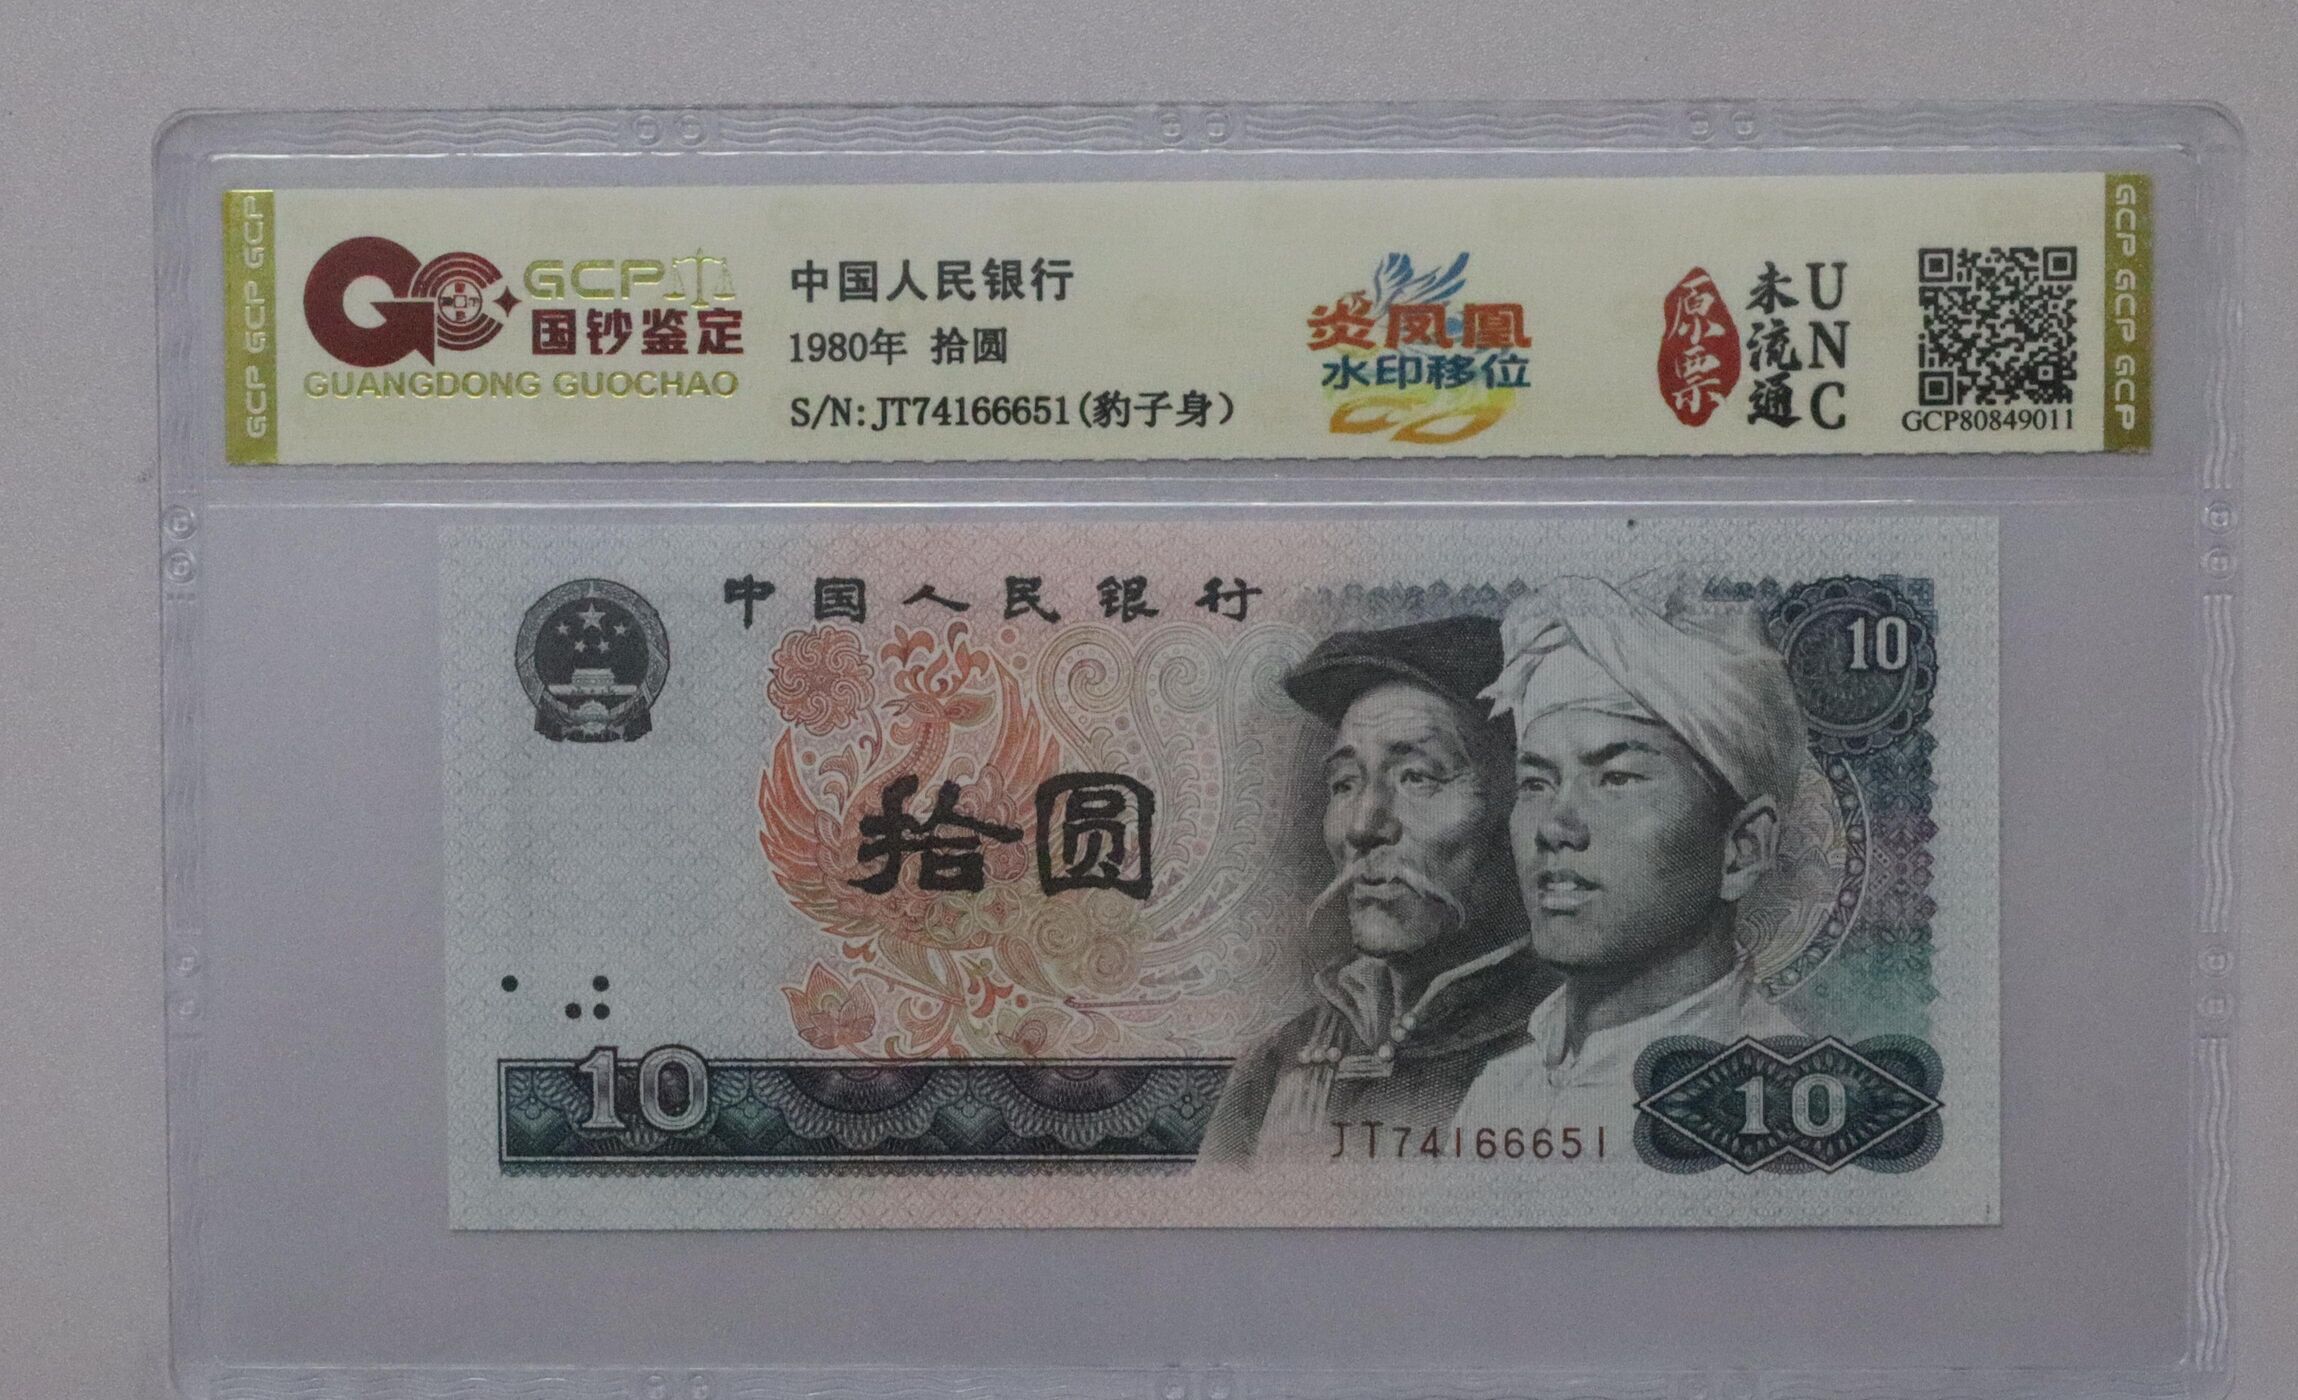 GCP GCP GCP
GCP
国钞鉴定
GUANGDONG GUOCHAO
中国人民银行
1980年 拾圆
S/N:JT74166651(豹子身)
炎凤凰
水印移位
原票
未流通
UNC
GCP80849011
GCP GCP GCP
中国人民银行
10
拾圆
10
JT74166651
10